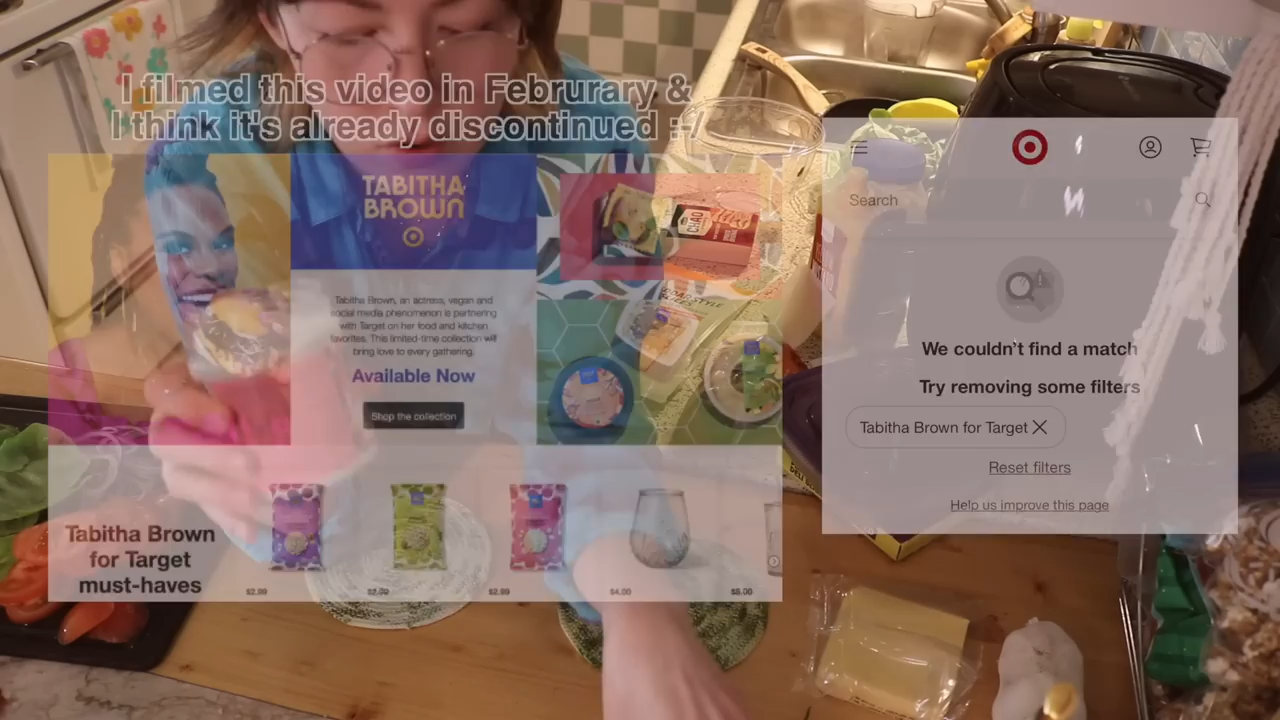 I filmed this video in Februrary &
I think it's already discontinued :-/
TABITHA
BROWN
Tabitha Brown, an actress, vegan and
social media phenomenon is partnering
with Target on her food and kitchen
favorites. This limited-time collection will
bring love to every gathering.
Available Now
Shop the collection
CHAO
Tabitha Brown
for Target
must-haves
$2.99
$2.99
$2.99
$4.00
$8.00
Search
We couldn't find a match
Try removing some filters
Tabitha Brown for Target
Reset filters
Help us improve this page